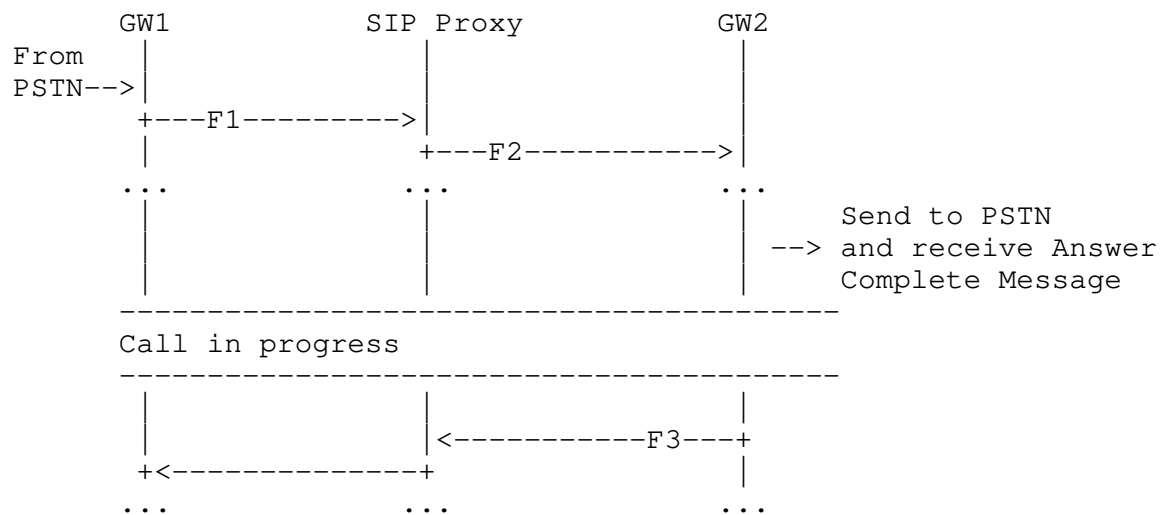 GW1 SIP Proxy GW2
From
PSTN-->
F1
F2
... ... ...
Send to PSTN
--> and receive Answer
Complete Message
Call in progress
F3
... ... ...